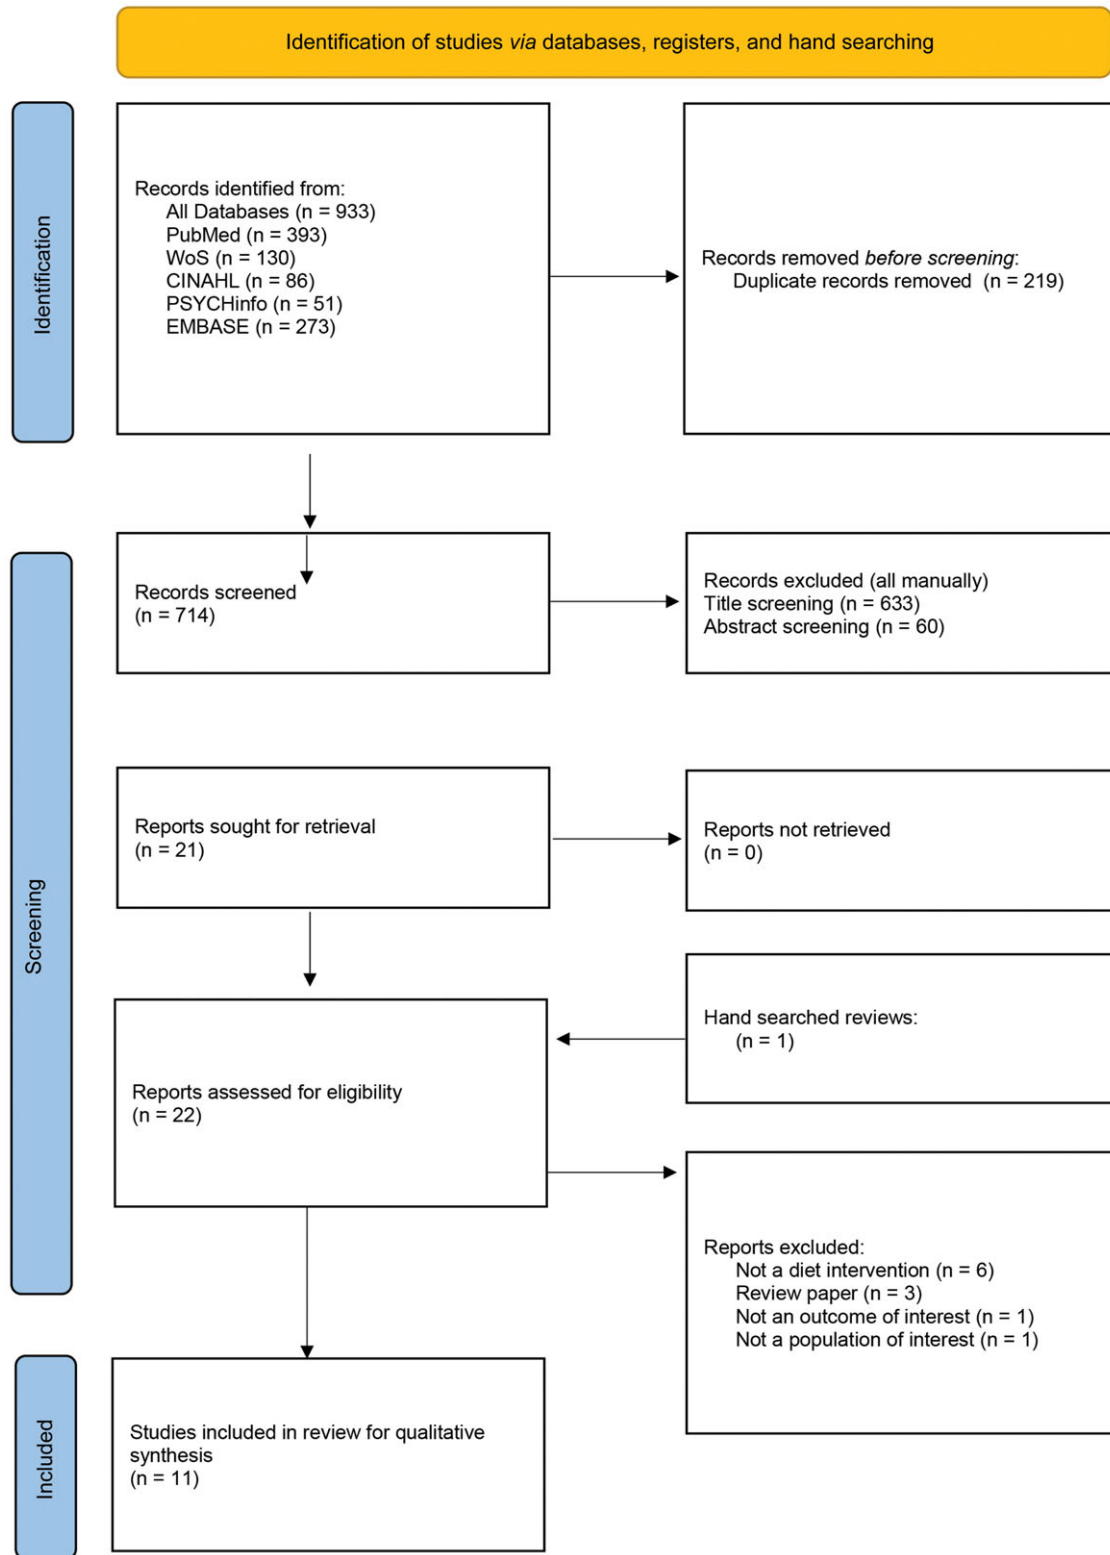 Identification of studies via databases, registers, and hand searching
Identification
Records identified from:
All Databases (n = 933)
PubMed (n = 393)
WoS (n = 130)
CINAHL (n = 86)
PSYCHinfo (n = 51)
EMBASE (n = 273)
Records removed before screening:
Duplicate records removed (n = 219)
Screening
Records screened
(n = 714)
Records excluded (all manually)
Title screening (n = 633)
Abstract screening (n = 60)
Reports sought for retrieval
(n = 21)
Reports not retrieved
(n = 0)
Hand searched reviews:
(n = 1)
Reports assessed for eligibility
(n = 22)
Reports excluded:
Not a diet intervention (n = 6)
Review paper (n = 3)
Not an outcome of interest (n = 1)
Not a population of interest (n = 1)
Included
Studies included in review for qualitative
synthesis
(n = 11)